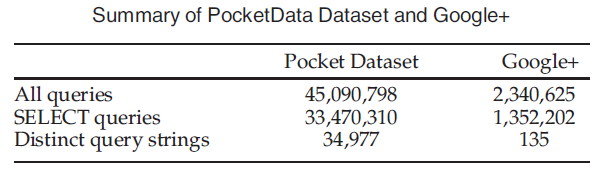 Summary of PocketData Dataset and Google+
Pocket Dataset Google+
All queries 45,090,798 2,340,625
SELECT queries 33,470,310 1,352,202
Distinct query strings 34,977 135